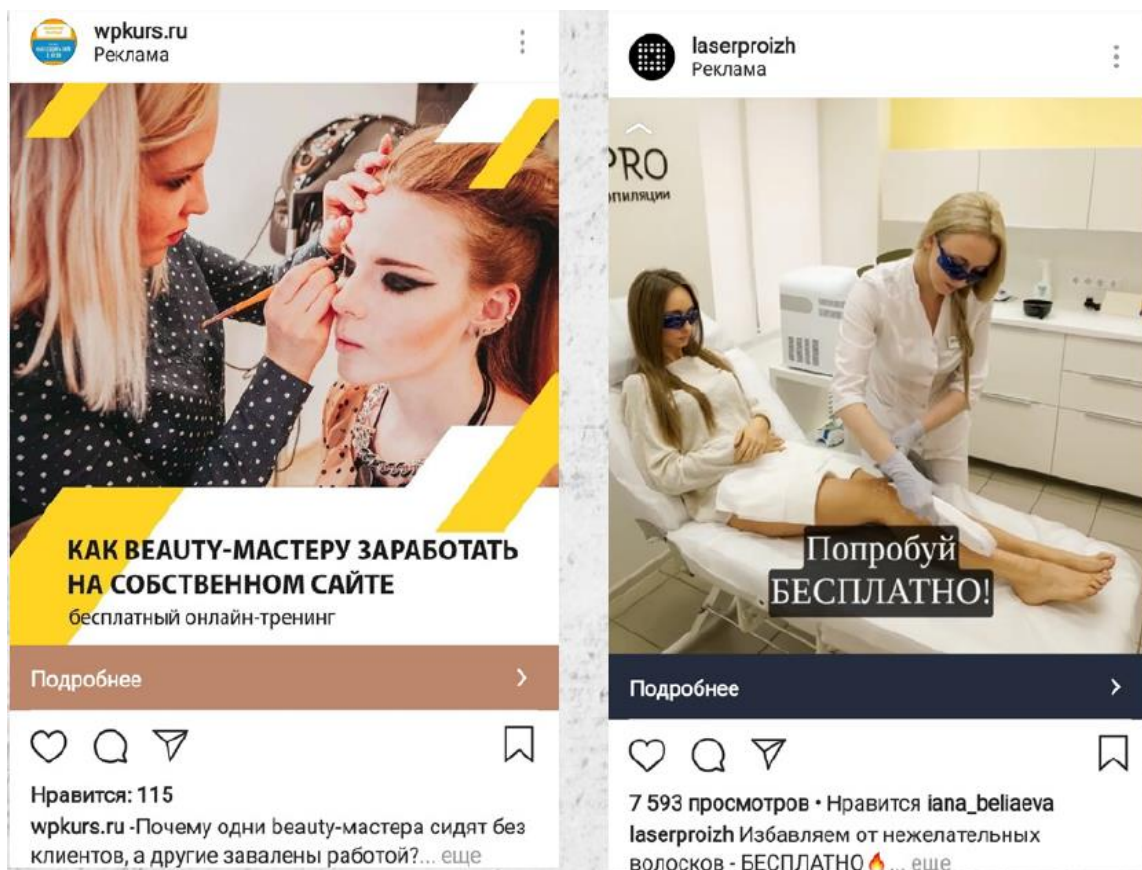 wpkurs.ru
Реклама
КАК BEAUTY-МАСТЕРУ ЗАРАБОТАТЬ
НА СОБСТВЕННОМ САЙТЕ
бесплатный онлайн-тренинг
Подробнее
Нравится: 115
wpkurs.ru -Почему одни beauty-мастера сидят без
клиентов, а другие завалены работой?... еще
laserproizh
Реклама
PRO
Попробуй
БЕСПЛАТНО!
Подробнее
7 593 просмотров • Нравится iana_beliaeva
laserproizh Избавляем от нежелательных
волосков - БЕСПЛАТНО🔥... еще